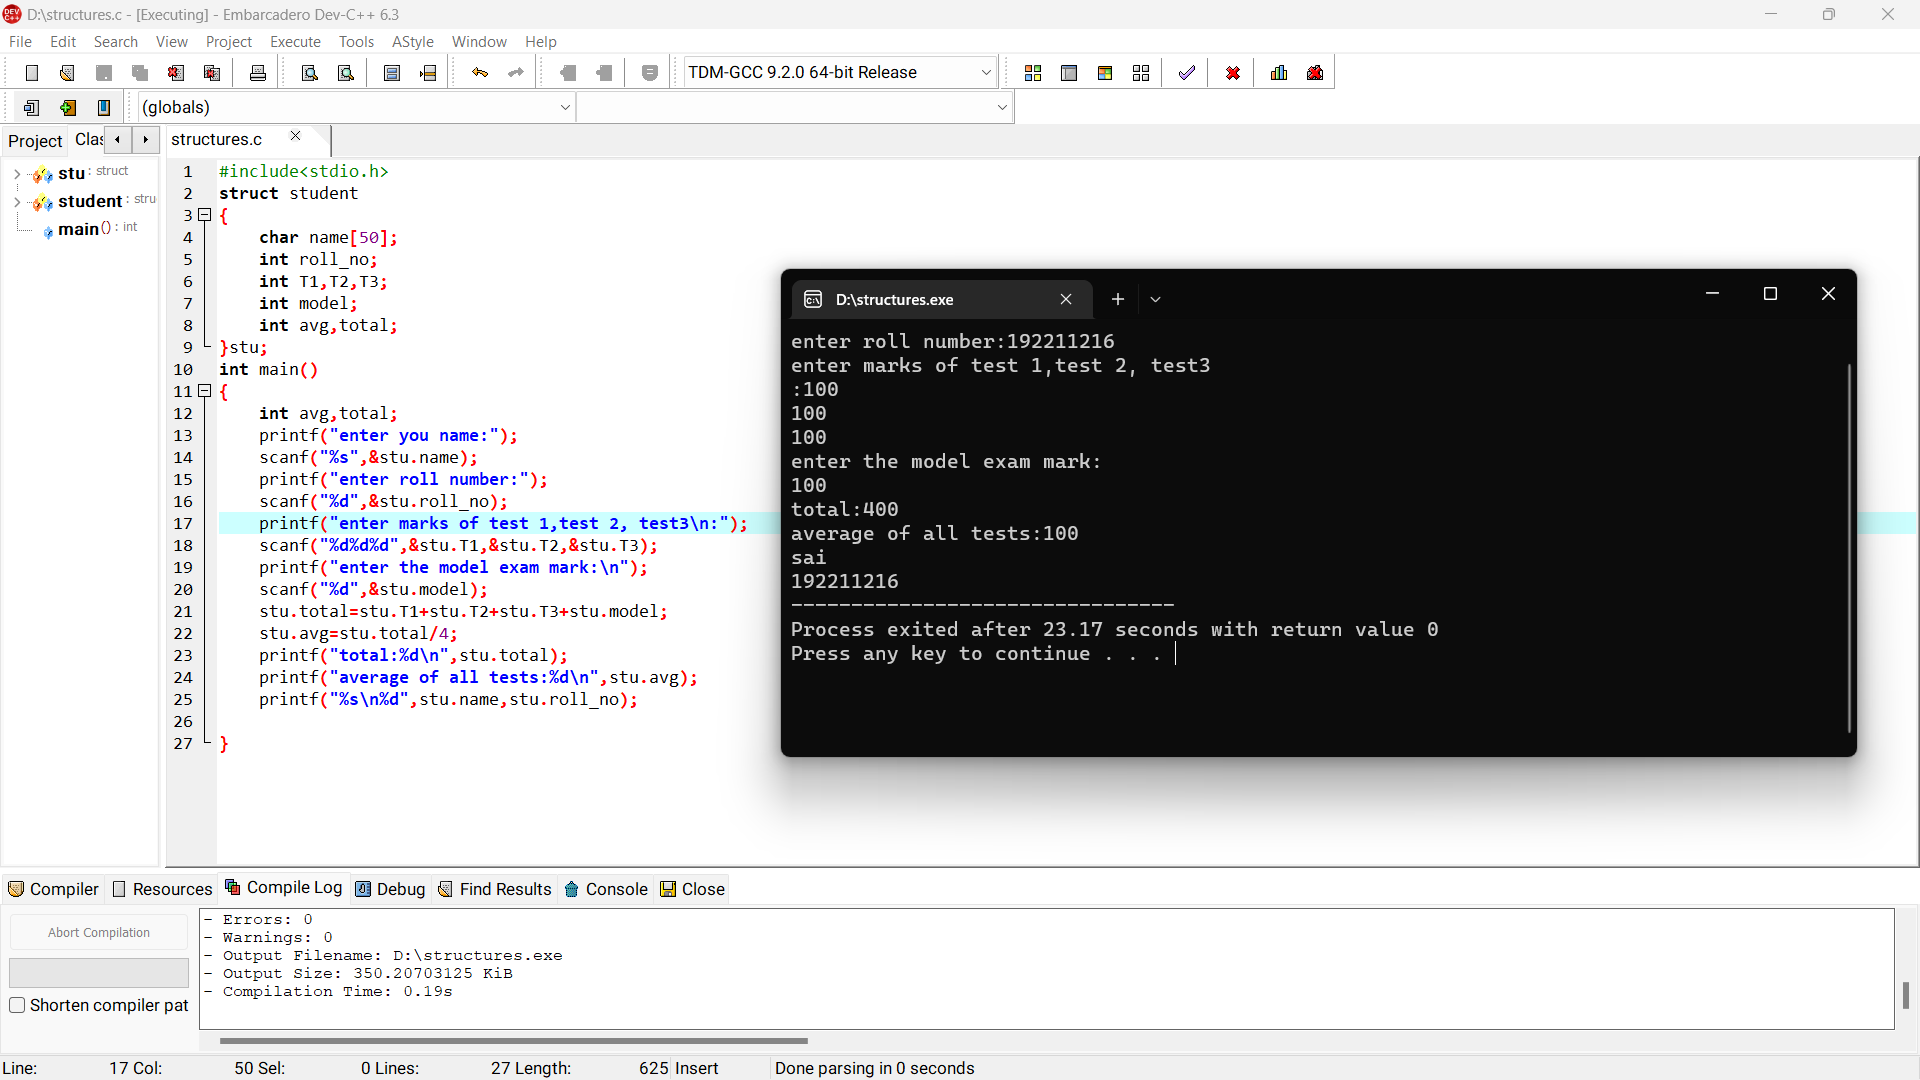 D:\structures.c - [Executing] - Embarcadero Dev-C++ 6.3
File Edit Search View Project Execute Tools AStyle Window Help
TDM-GCC 9.2.0 64-bit Release
(globals)
Project Clas structures.c
stu : struct
student : stru
main () : int
1 #include<stdio.h>
2 struct student
3 {
4 char name[50];
5 int roll_no;
6 int T1,T2,T3;
7 int model;
8 int avg,total;
9 }stu;
10 int main()
11 {
12 int avg,total;
13 printf("enter you name:");
14 scanf("%s",&stu.name);
15 printf("enter roll number:");
16 scanf("%d",&stu.roll_no);
17 printf("enter marks of test 1,test 2, test3\n:");
18 scanf("%d%d%d",&stu.T1,&stu.T2,&stu.T3);
19 printf("enter the model exam mark:\n");
20 scanf("%d",&stu.model);
21 stu.total=stu.T1+stu.T2+stu.T3+stu.model;
22 stu.avg=stu.total/4;
23 printf("total:%d\n",stu.total);
24 printf("average of all tests:%d\n",stu.avg);
25 printf("%s\n%d",stu.name,stu.roll_no);
26
27 }
D:\structures.exe
enter roll number:192211216
enter marks of test 1,test 2, test3
:100
100
100
enter the model exam mark:
100
total:400
average of all tests:100
sai
192211216
--------------------------------
Process exited after 23.17 seconds with return value 0
Press any key to continue . . .
Compiler Resources Compile Log Debug Find Results Console Close
Abort Compilation
Shorten compiler pat
- Errors: 0
- Warnings: 0
- Output Filename: D:\structures.exe
- Output Size: 350.20703125 KiB
- Compilation Time: 0.19s
Line: 17 Col: 50 Sel: 0 Lines: 27 Length: 625 Insert Done parsing in 0 seconds